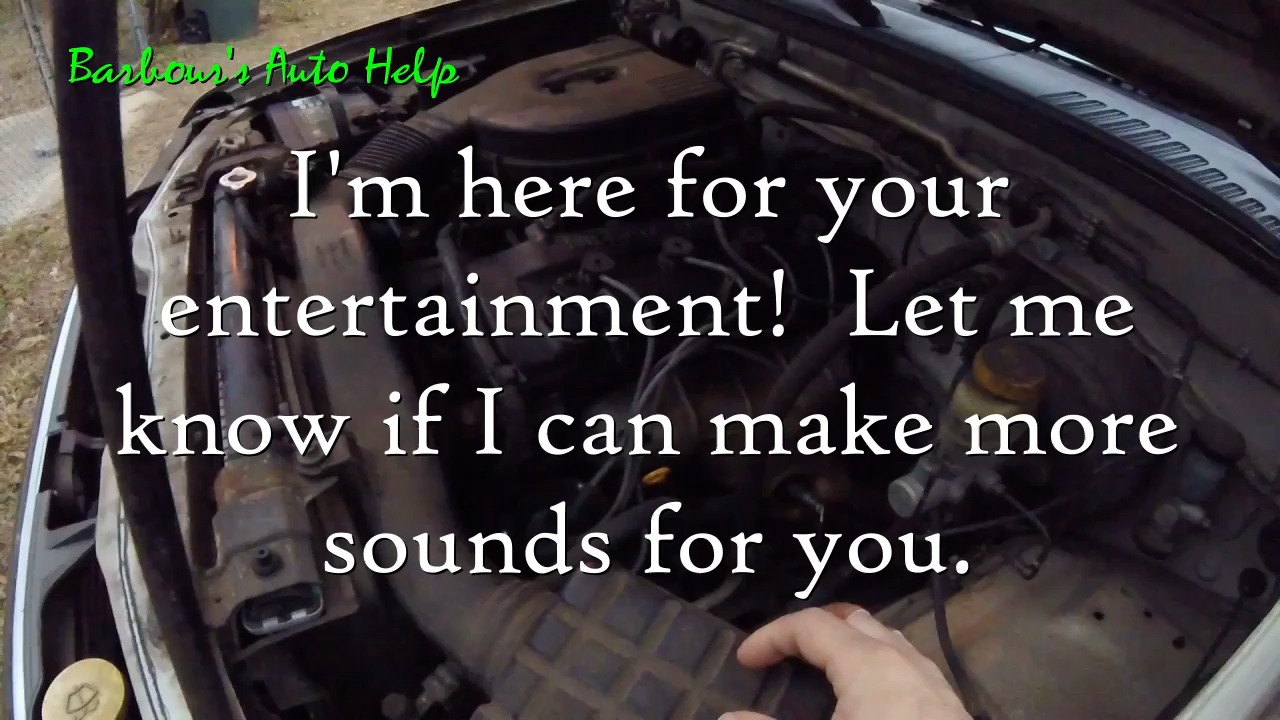 Barbour's Auto Help
I'm here for your
entertainment!  Let me
know if I can make more
sounds for you.